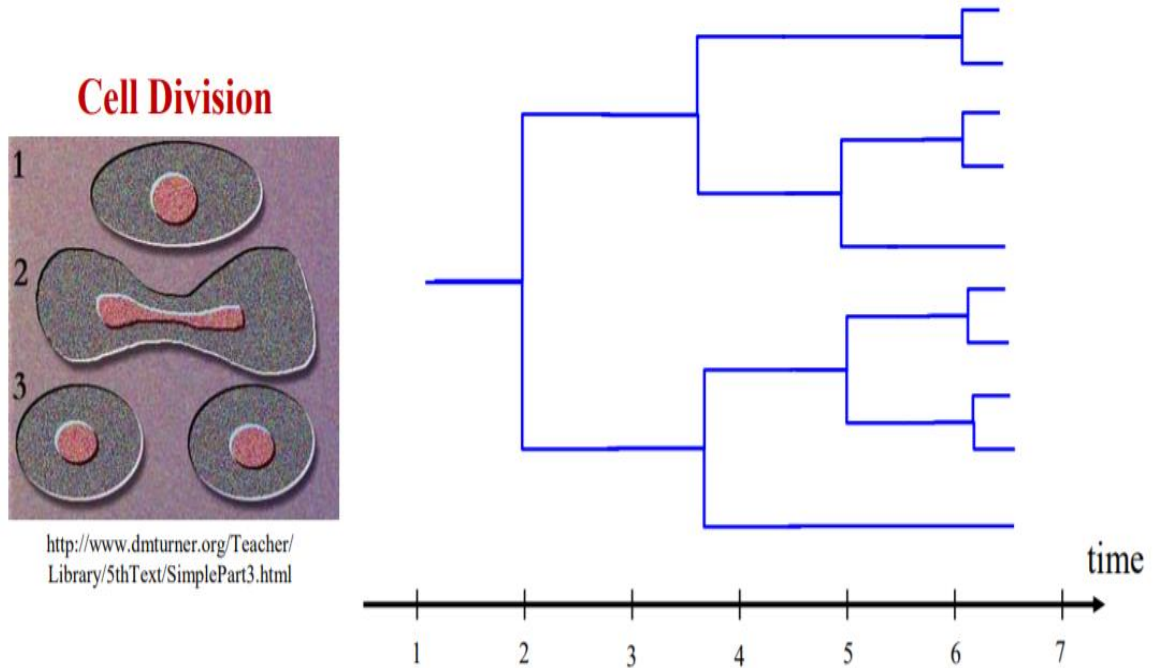 Cell Division
1
2
3
http://www.dmturner.org/Teacher/
Library/5thText/SimplePart3.html
time
1 2 3 4 5 6 7